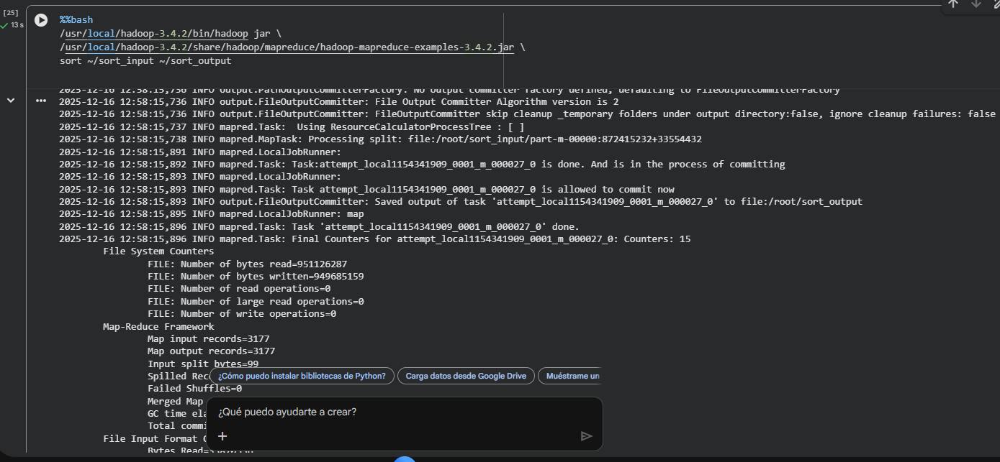 [25]
13 s
%%bash
/usr/local/hadoop-3.4.2/bin/hadoop jar \
/usr/local/hadoop-3.4.2/share/hadoop/mapreduce/hadoop-mapreduce-examples-3.4.2.jar \
sort ~/sort_input ~/sort_output
2025-12-16 12:58:15,736 INFO output.PathOutputCommitterFactory: No output committer factory defined, defaulting to FileOutputCommitterFactory
2025-12-16 12:58:15,736 INFO output.FileOutputCommitter: File Output Committer Algorithm version is 2
2025-12-16 12:58:15,736 INFO output.FileOutputCommitter: FileOutputCommitter skip cleanup _temporary folders under output directory:false, ignore cleanup failures: false
2025-12-16 12:58:15,737 INFO mapred.Task:  Using ResourceCalculatorProcessTree : [ ]
2025-12-16 12:58:15,738 INFO mapred.MapTask: Processing split: file:/root/sort_input/part-m-00000:872415232+33554432
2025-12-16 12:58:15,891 INFO mapred.LocalJobRunner:
2025-12-16 12:58:15,892 INFO mapred.Task: Task:attempt_local1154341909_0001_m_000027_0 is done. And is in the process of committing
2025-12-16 12:58:15,893 INFO mapred.LocalJobRunner:
2025-12-16 12:58:15,893 INFO mapred.Task: Task attempt_local1154341909_0001_m_000027_0 is allowed to commit now
2025-12-16 12:58:15,893 INFO output.FileOutputCommitter: Saved output of task 'attempt_local1154341909_0001_m_000027_0' to file:/root/sort_output
2025-12-16 12:58:15,895 INFO mapred.LocalJobRunner: map
2025-12-16 12:58:15,896 INFO mapred.Task: Task 'attempt_local1154341909_0001_m_000027_0' done.
2025-12-16 12:58:15,896 INFO mapred.Task: Final Counters for attempt_local1154341909_0001_m_000027_0: Counters: 15
File System Counters
FILE: Number of bytes read=951126287
FILE: Number of bytes written=949685159
FILE: Number of read operations=0
FILE: Number of large read operations=0
FILE: Number of write operations=0
Map-Reduce Framework
Map input records=3177
Map output records=3177
Input split bytes=99
Spilled Rec
¿Cómo puedo instalar bibliotecas de Python? Carga datos desde Google Drive Muéstrame un
Failed Shuffles=0
Merged Map
GC time ela
¿Qué puedo ayudarte a crear?
Total commi
File Input Format C
Bytes Read=